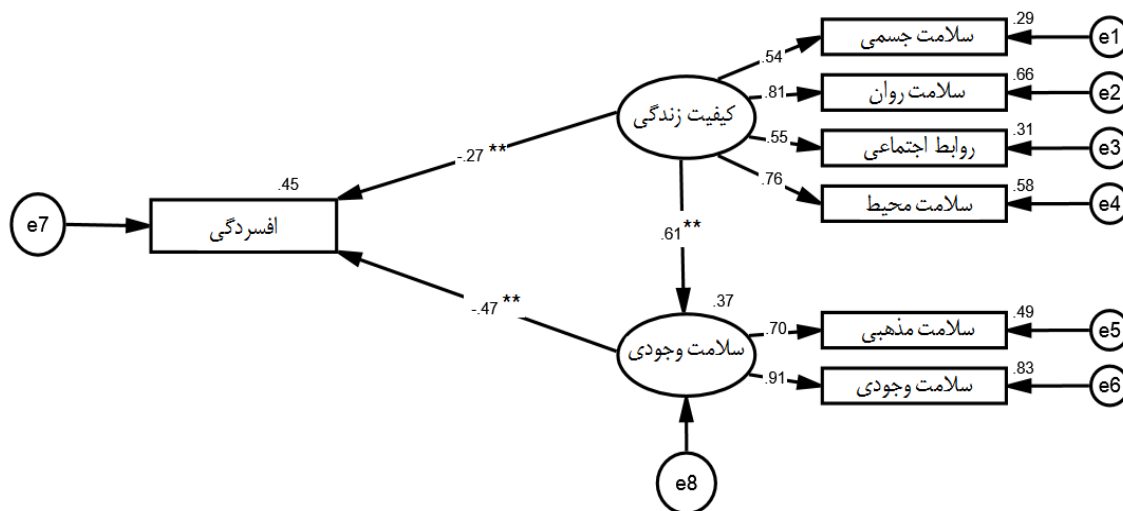 .29
سلامت جسمی
e1
.54
.66
سلامت روان
e2
.81
کیفیت زندگی
.31
روابط اجتماعی
e3
.55
-.27 **
.76
.58
سلامت محیط
e4
.45
افسردگی
e7
.61**
-.47 **
.37
سلامت وجودی
.49
سلامت مذهبی
e5
.70
.83
سلامت وجودی
e6
.91
e8